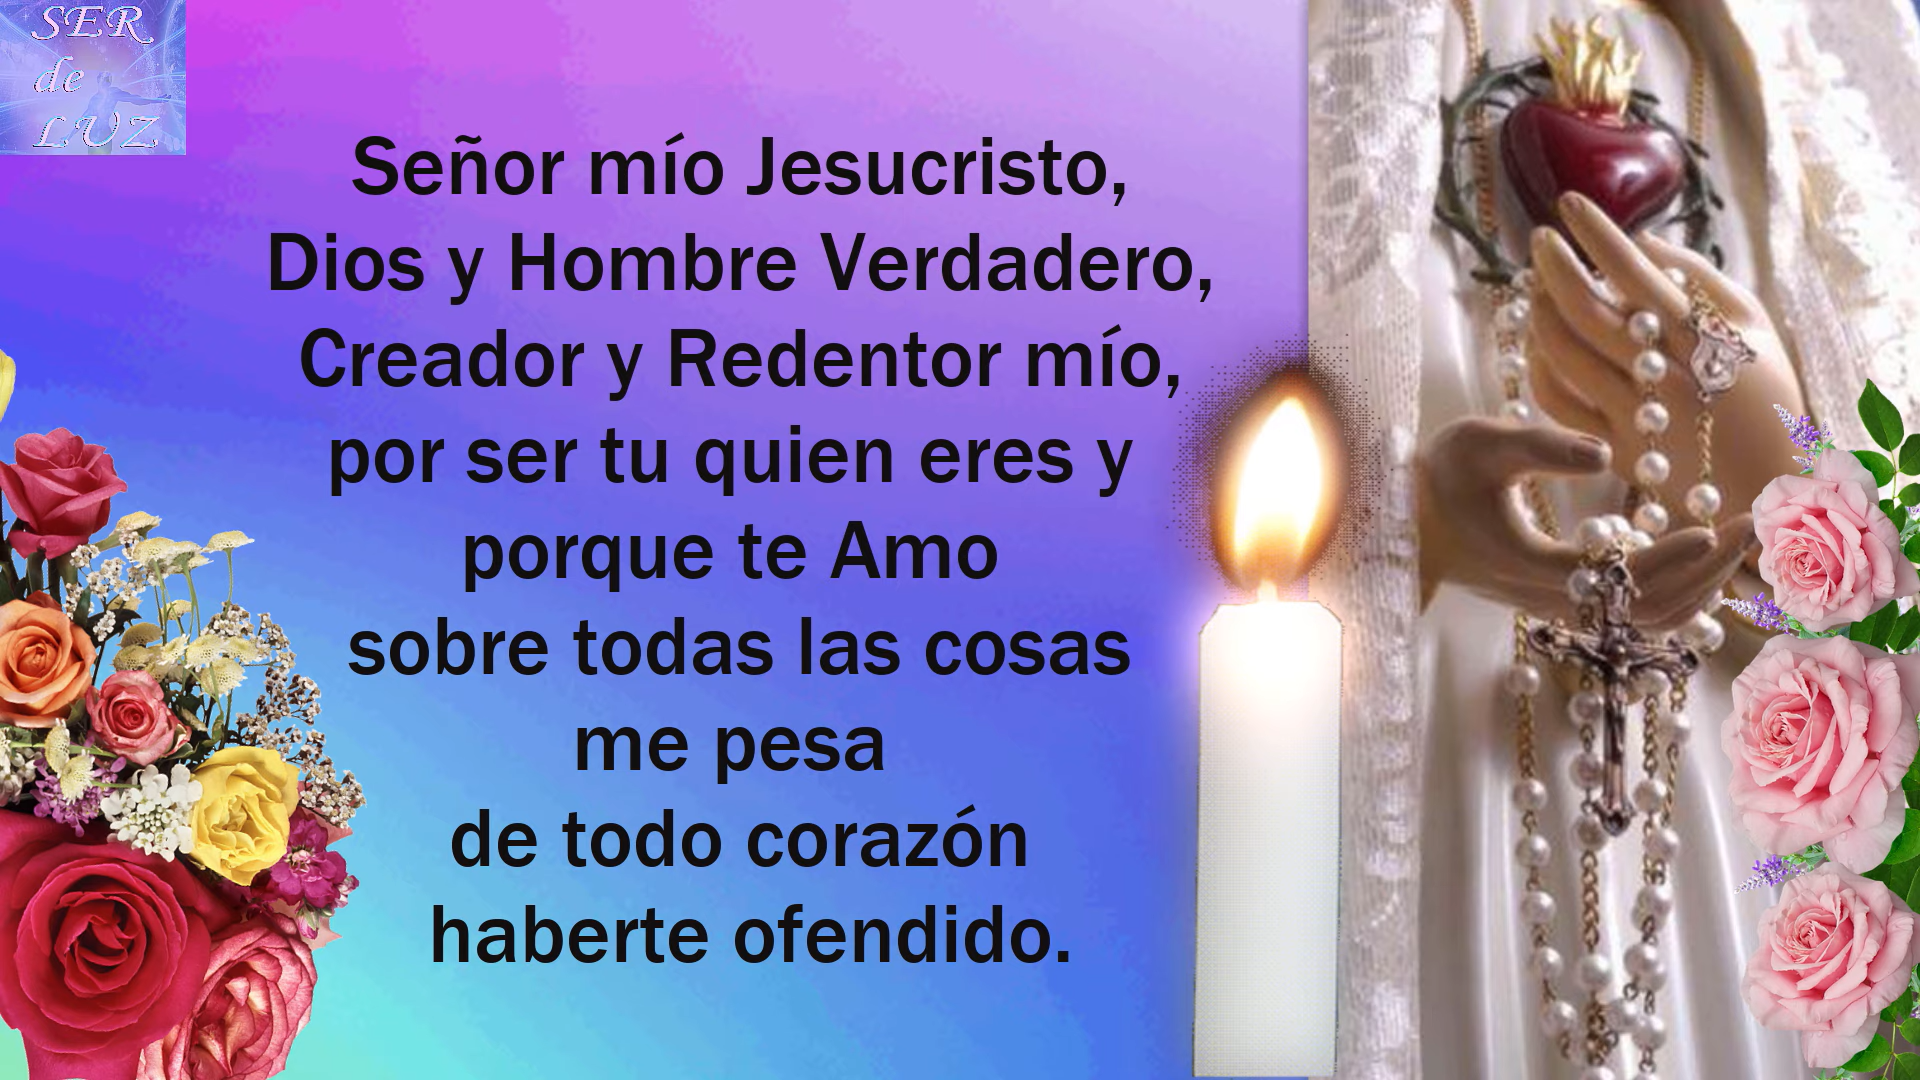 SER
de
LUZ
Señor mío Jesucristo,
Dios y Hombre Verdadero,
Creador y Redentor mío,
por ser tu quien eres y
porque te Amo
sobre todas las cosas
me pesa
de todo corazón
haberte ofendido.